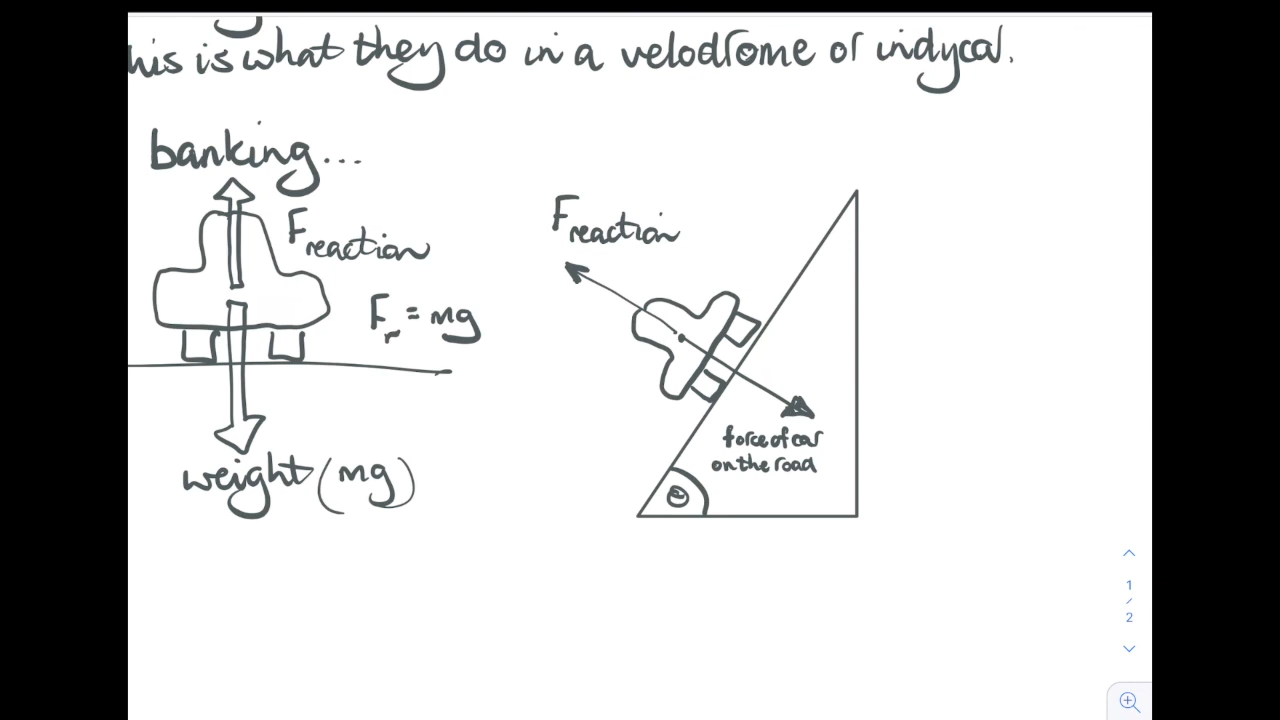 his is what they do in a velodrome or indycar.
banking...
Freaction
Fr = mg
weight (mg)
Freaction
force of car
on the road
θ
1
/
2